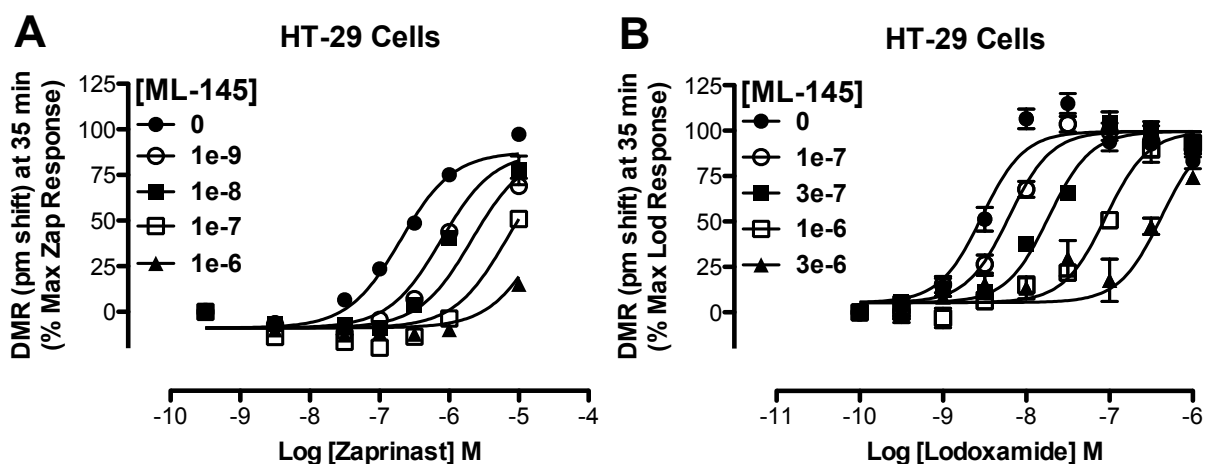 A
HT-29 Cells
DMR (pm shift) at 35 min
(% Max Zap Response)
125
100
75
50
25
0
[ML-145]
0
1e-9
1e-8
1e-7
1e-6
-10 -9 -8 -7 -6 -5 -4
Log [Zaprinast] M
B
HT-29 Cells
DMR (pm shift) at 35 min
(% Max Lod Response)
125
100
75
50
25
0
[ML-145]
0
1e-7
3e-7
1e-6
3e-6
-11 -10 -9 -8 -7 -6
Log [Lodoxamide] M